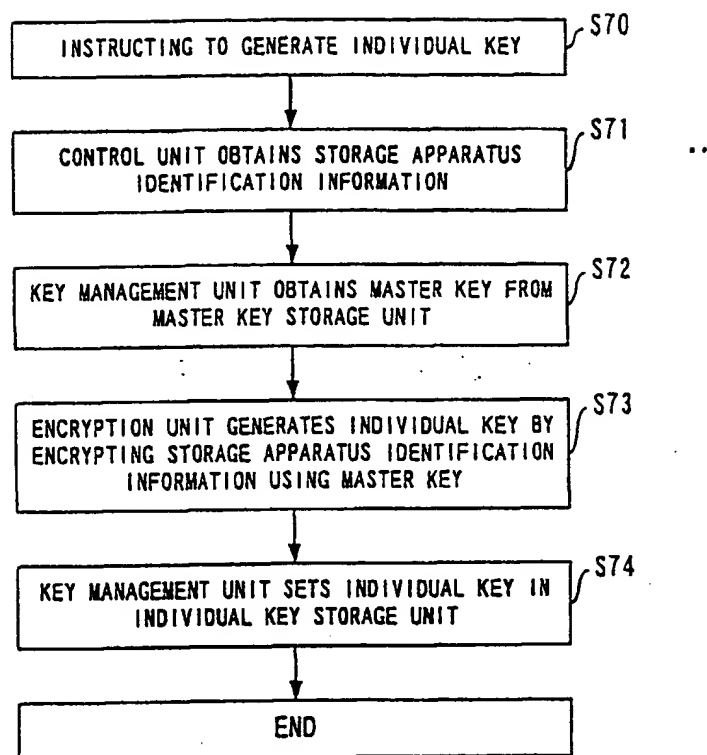 S70
INSTRUCTING TO GENERATE INDIVIDUAL KEY
S71
CONTROL UNIT OBTAINS STORAGE APPARATUS
IDENTIFICATION INFORMATION
S72
KEY MANAGEMENT UNIT OBTAINS MASTER KEY FROM
MASTER KEY STORAGE UNIT
S73
ENCRYPTION UNIT GENERATES INDIVIDUAL KEY BY
ENCRYPTING STORAGE APPARATUS IDENTIFICATION
INFORMATION USING MASTER KEY
S74
KEY MANAGEMENT UNIT SETS INDIVIDUAL KEY IN
INDIVIDUAL KEY STORAGE UNIT
END